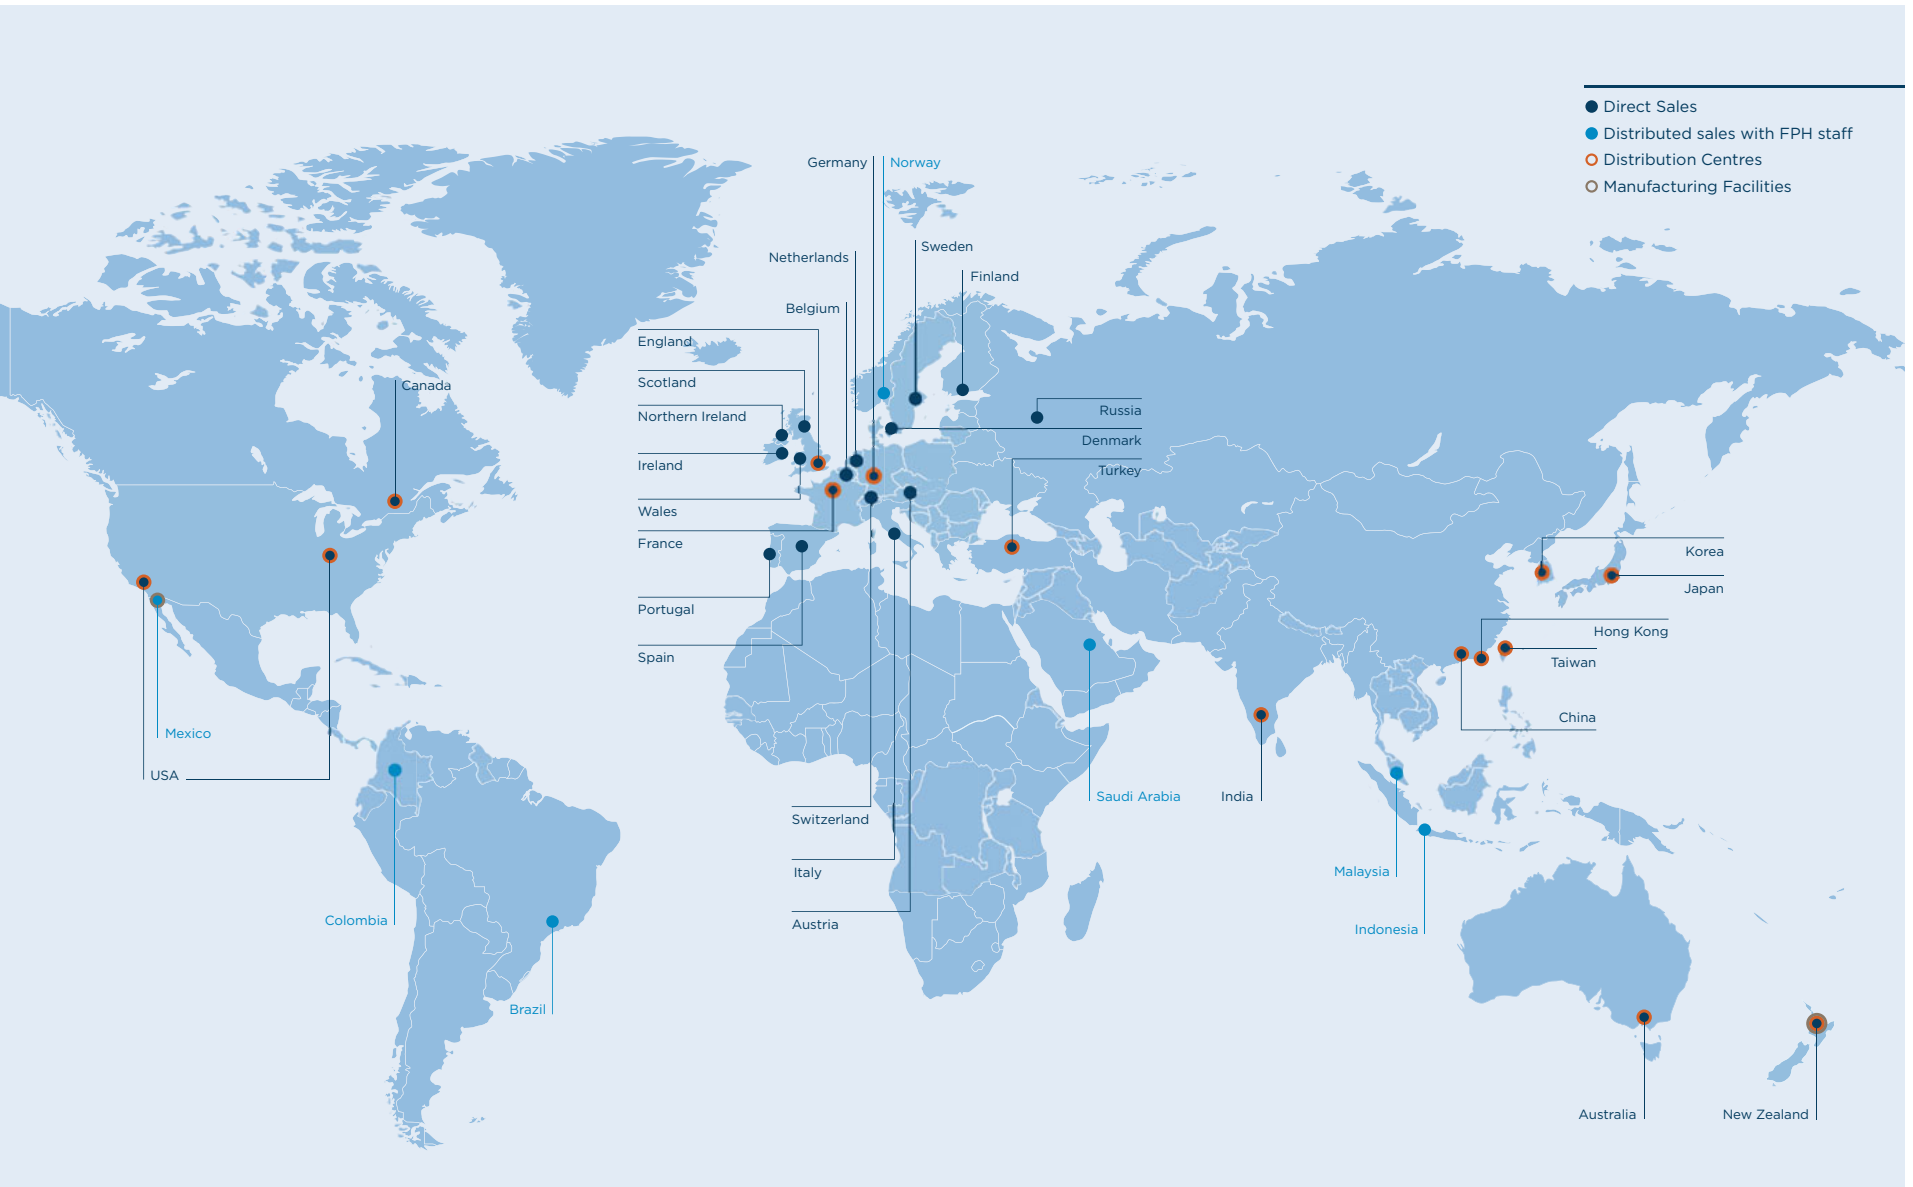 Direct Sales
Distributed sales with FPH staff
Distribution Centres
Manufacturing Facilities
Germany
Norway
Sweden
Netherlands
Finland
Belgium
England
Scotland
Canada
Northern Ireland
Russia
Denmark
Ireland
Turkey
Wales
France
Korea
Japan
Portugal
Hong Kong
Spain
Taiwan
China
Mexico
USA
Saudi Arabia
India
Switzerland
Italy
Malaysia
Colombia
Austria
Indonesia
Brazil
Australia
New Zealand